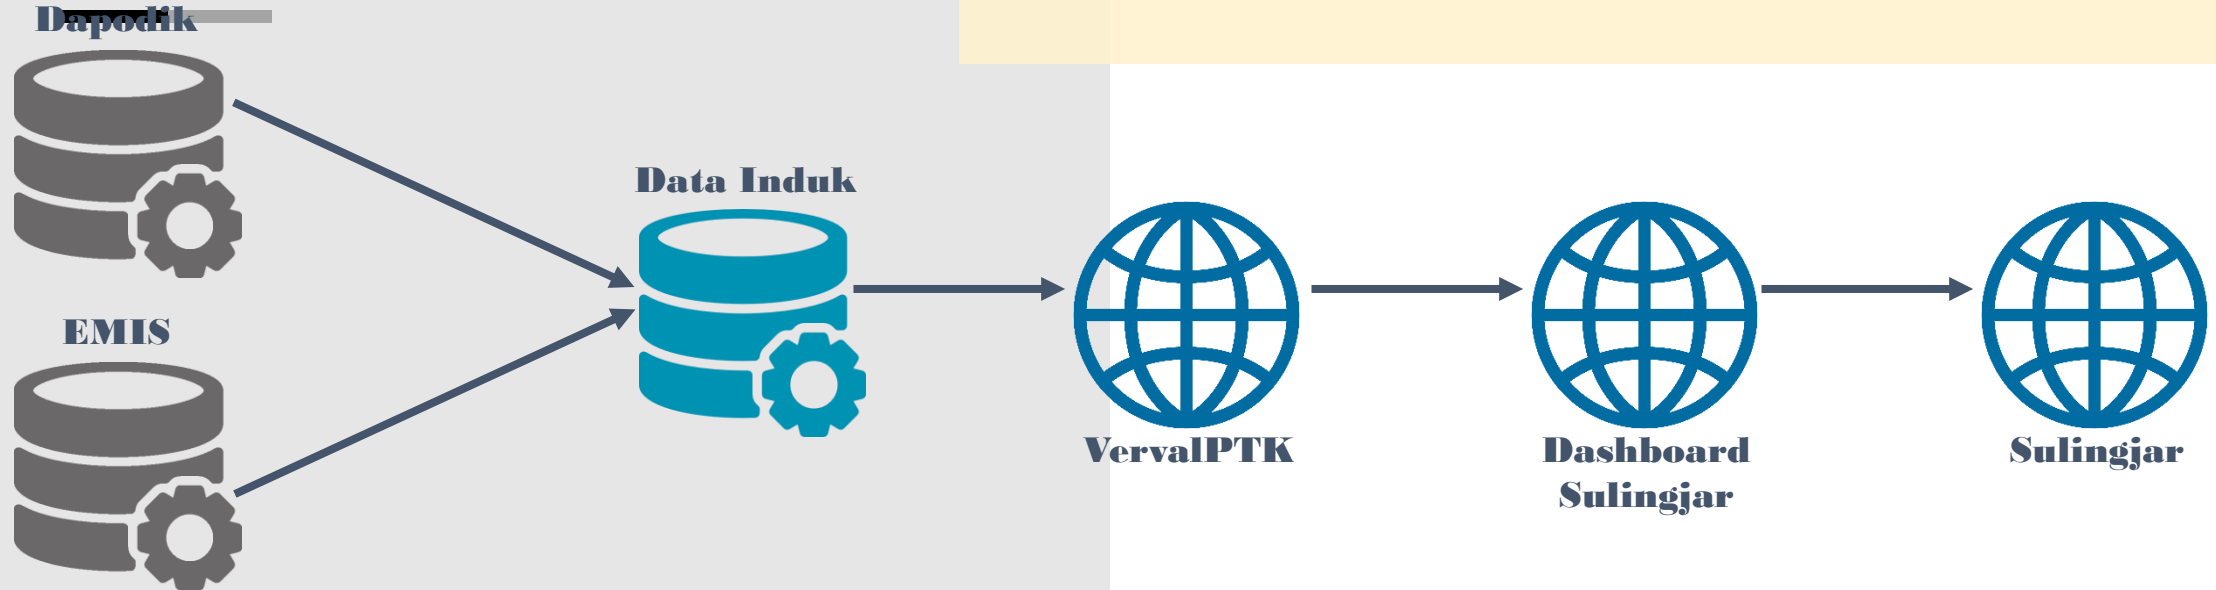 Dapodik
Data Induk
EMIS
VervalPTK
Dashboard
Sulingjar
Sulingjar